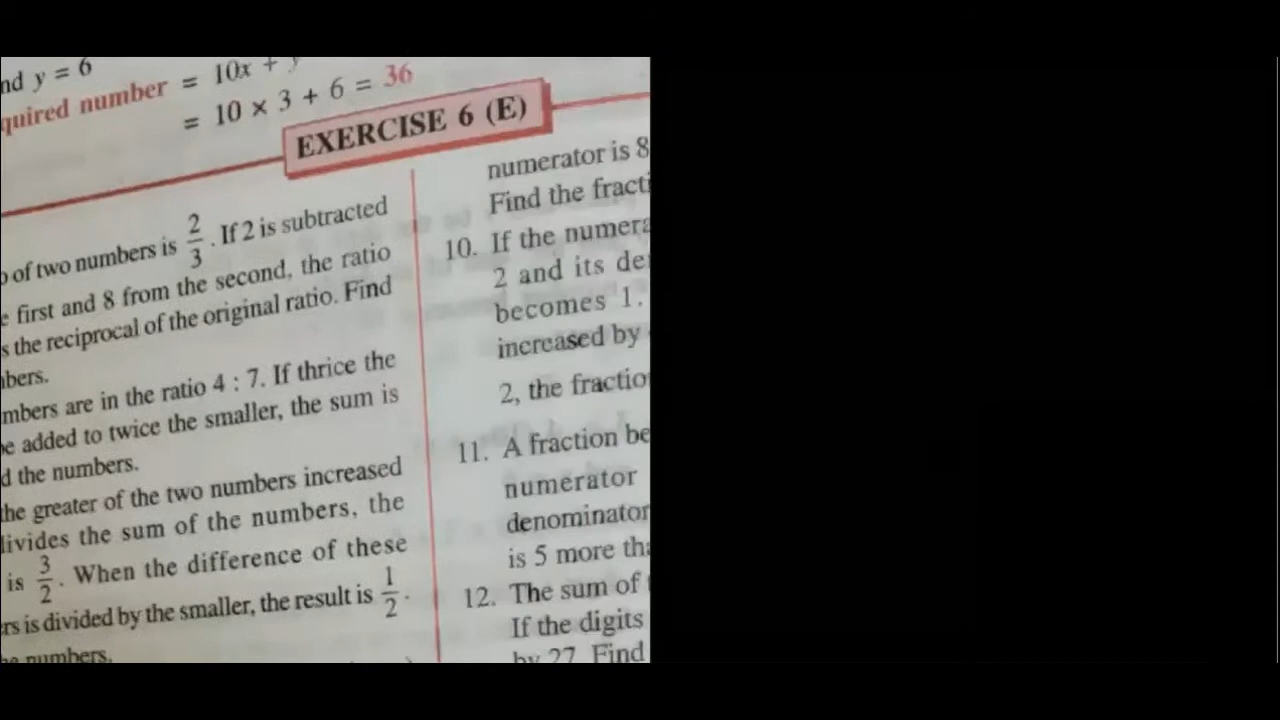 nd y = 6
quired number = 10x + y
= 10 × 3 + 6 = 36
EXERCISE 6 (E)
of two numbers is 2/3. If 2 is subtracted
first and 8 from the second, the ratio
s the reciprocal of the original ratio. Find
bers.
mbers are in the ratio 4 : 7. If thrice the
be added to twice the smaller, the sum is
d the numbers.
the greater of the two numbers increased
livides the sum of the numbers, the
is 3/2. When the difference of these
rs is divided by the smaller, the result is 1/2.
numbers.
numerator is 8
Find the fracti
10. If the numera
2 and its de
becomes 1.
increased by
2, the fractio
11. A fraction be
numerator
denominator
is 5 more tha
12. The sum of t
If the digits
by 27. Find